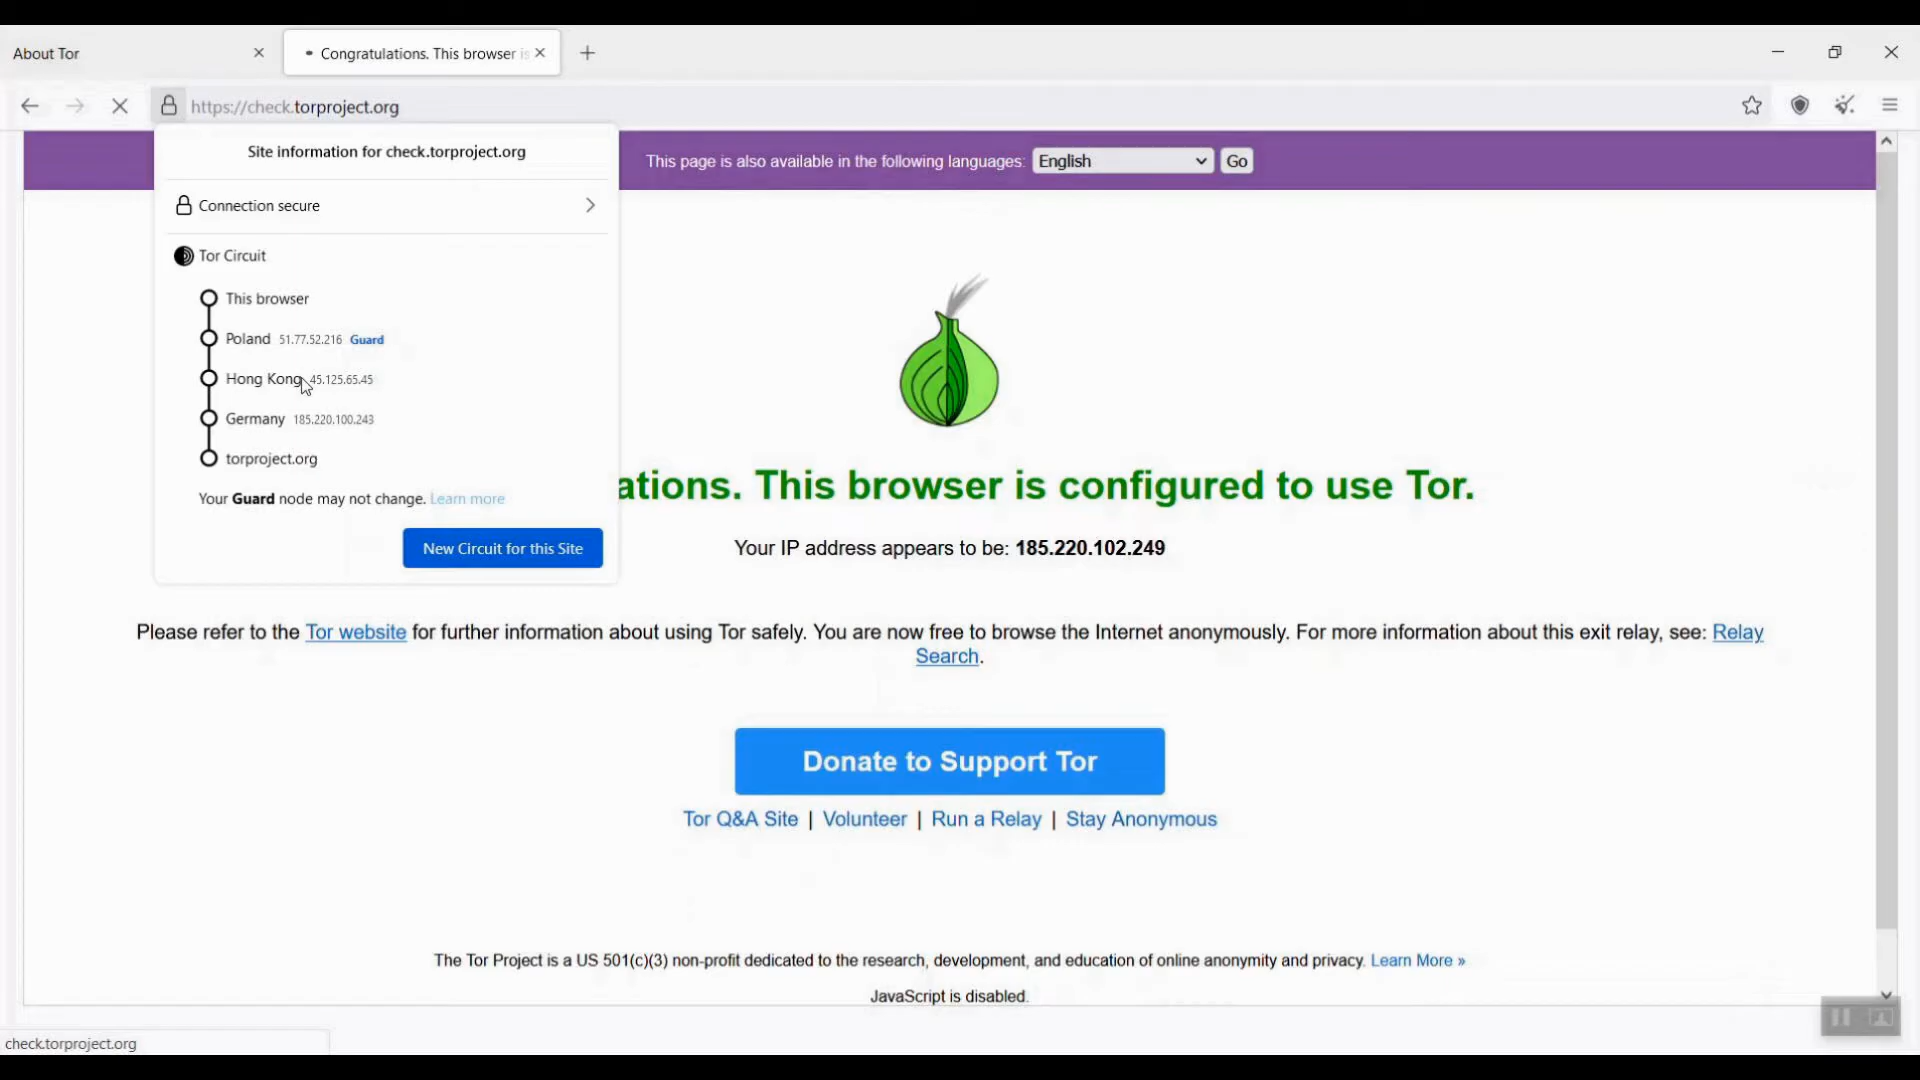 About Tor
Congratulations. This browser is
https://check.torproject.org
Site information for check.torproject.org
This page is also available in the following languages: English Go
Connection secure
Tor Circuit
This browser
Poland 51.77.52.216 Guard
Hong Kong 45.125.65.45
Germany 185.220.100.243
torproject.org
Your Guard node may not change. Learn more
New Circuit for this Site
ations. This browser is configured to use Tor.
Your IP address appears to be: 185.220.102.249
Please refer to the Tor website for further information about using Tor safely. You are now free to browse the Internet anonymously. For more information about this exit relay, see: Relay
Search.
Donate to Support Tor
Tor Q&A Site | Volunteer | Run a Relay | Stay Anonymous
The Tor Project is a US 501(c)(3) non-profit dedicated to the research, development, and education of online anonymity and privacy. Learn More »
JavaScript is disabled.
check.torproject.org